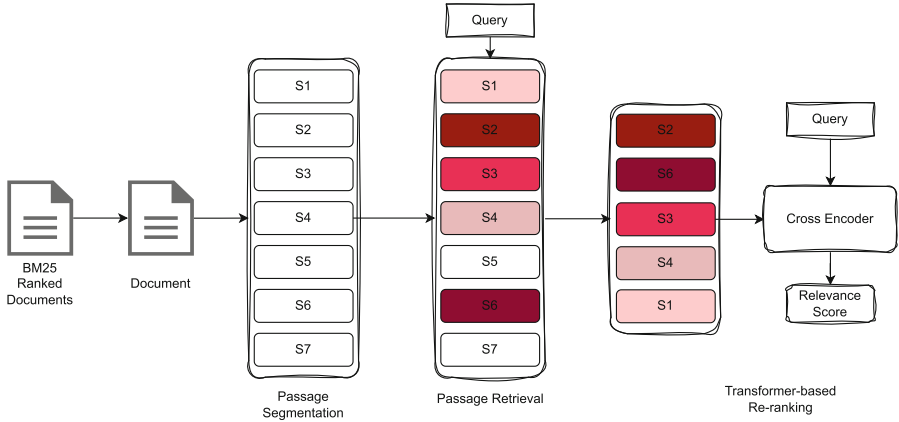 BM25
Ranked
Documents
Document
S1
S2
S3
S4
S5
S6
S7
Passage
Segmentation
Query
S1
S2
S3
S4
S5
S6
S7
Passage Retrieval
S2
S6
S3
S4
S1
Query
Cross Encoder
Relevance
Score
Transformer-based
Re-ranking